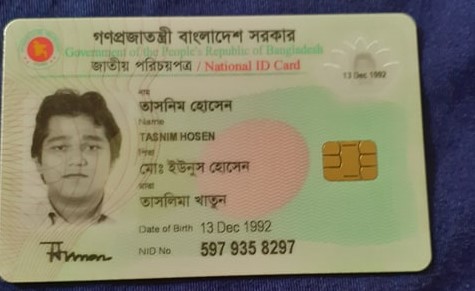 গণপ্রজাতন্ত্রী বাংলাদেশ সরকার
Government of the People's Republic of Bangladesh
জাতীয় পরিচয়পত্র / National ID Card
13 Dec 1992
নাম
তাসনিম হোসেন
Name
TASNIM HOSEN
পিতা
মোঃ ইউনুস হোসেন
মাতা
তাসলিমা খাতুন
Date of Birth 13 Dec 1992
NID No. 597 935 8297